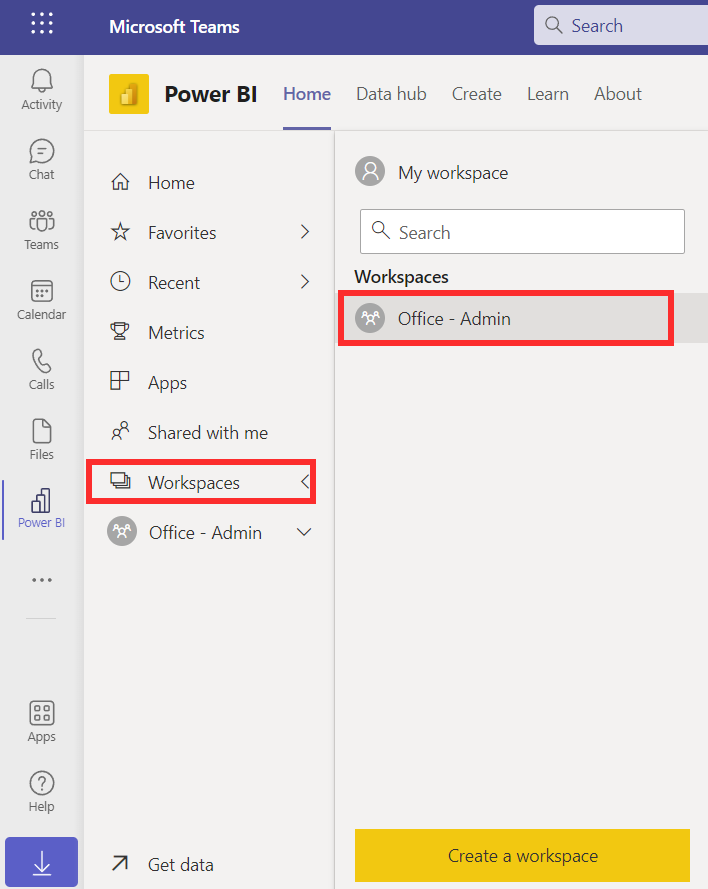 Microsoft Teams
Search
Activity
Chat
Teams
Calendar
Calls
Files
Power BI
Apps
Help
Power BI
Home
Data hub
Create
Learn
About
Home
Favorites
Recent
Metrics
Apps
Shared with me
Workspaces
Office - Admin
Get data
My workspace
Search
Workspaces
Office - Admin
Create a workspace